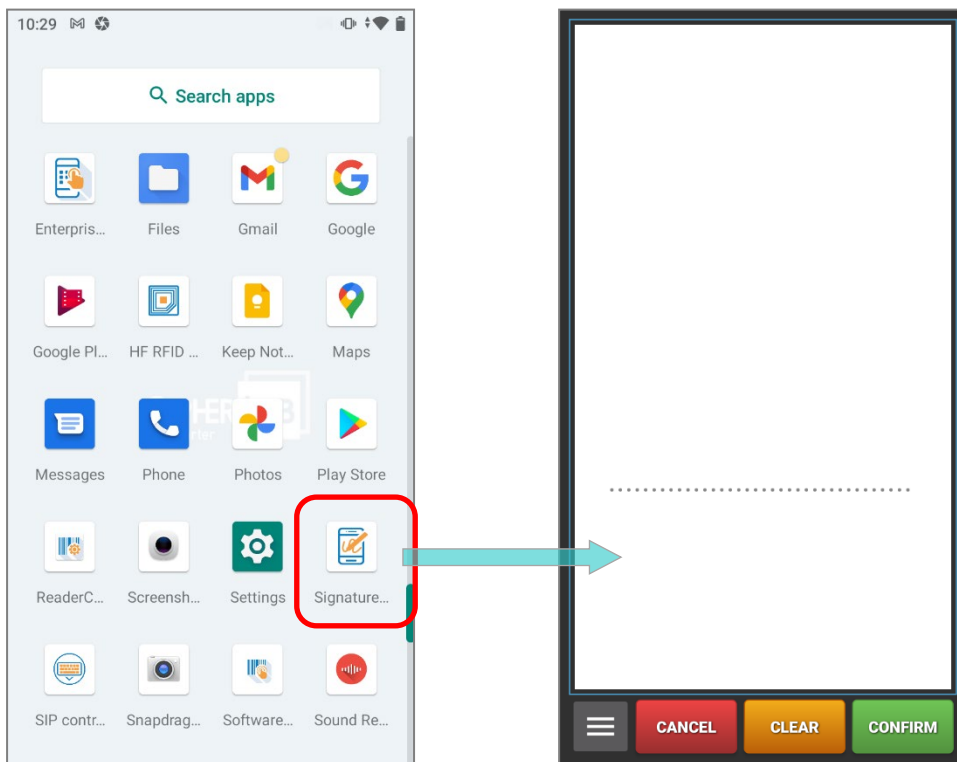 10:29
Search apps
Enterpris... Files Gmail Google
Google Pl... HF RFID ... Keep Not... Maps
Messages Phone Photos Play Store
ReaderC... Screensh... Settings Signature...
SIP contr... Snapdrag... Software... Sound Re...
CANCEL CLEAR CONFIRM